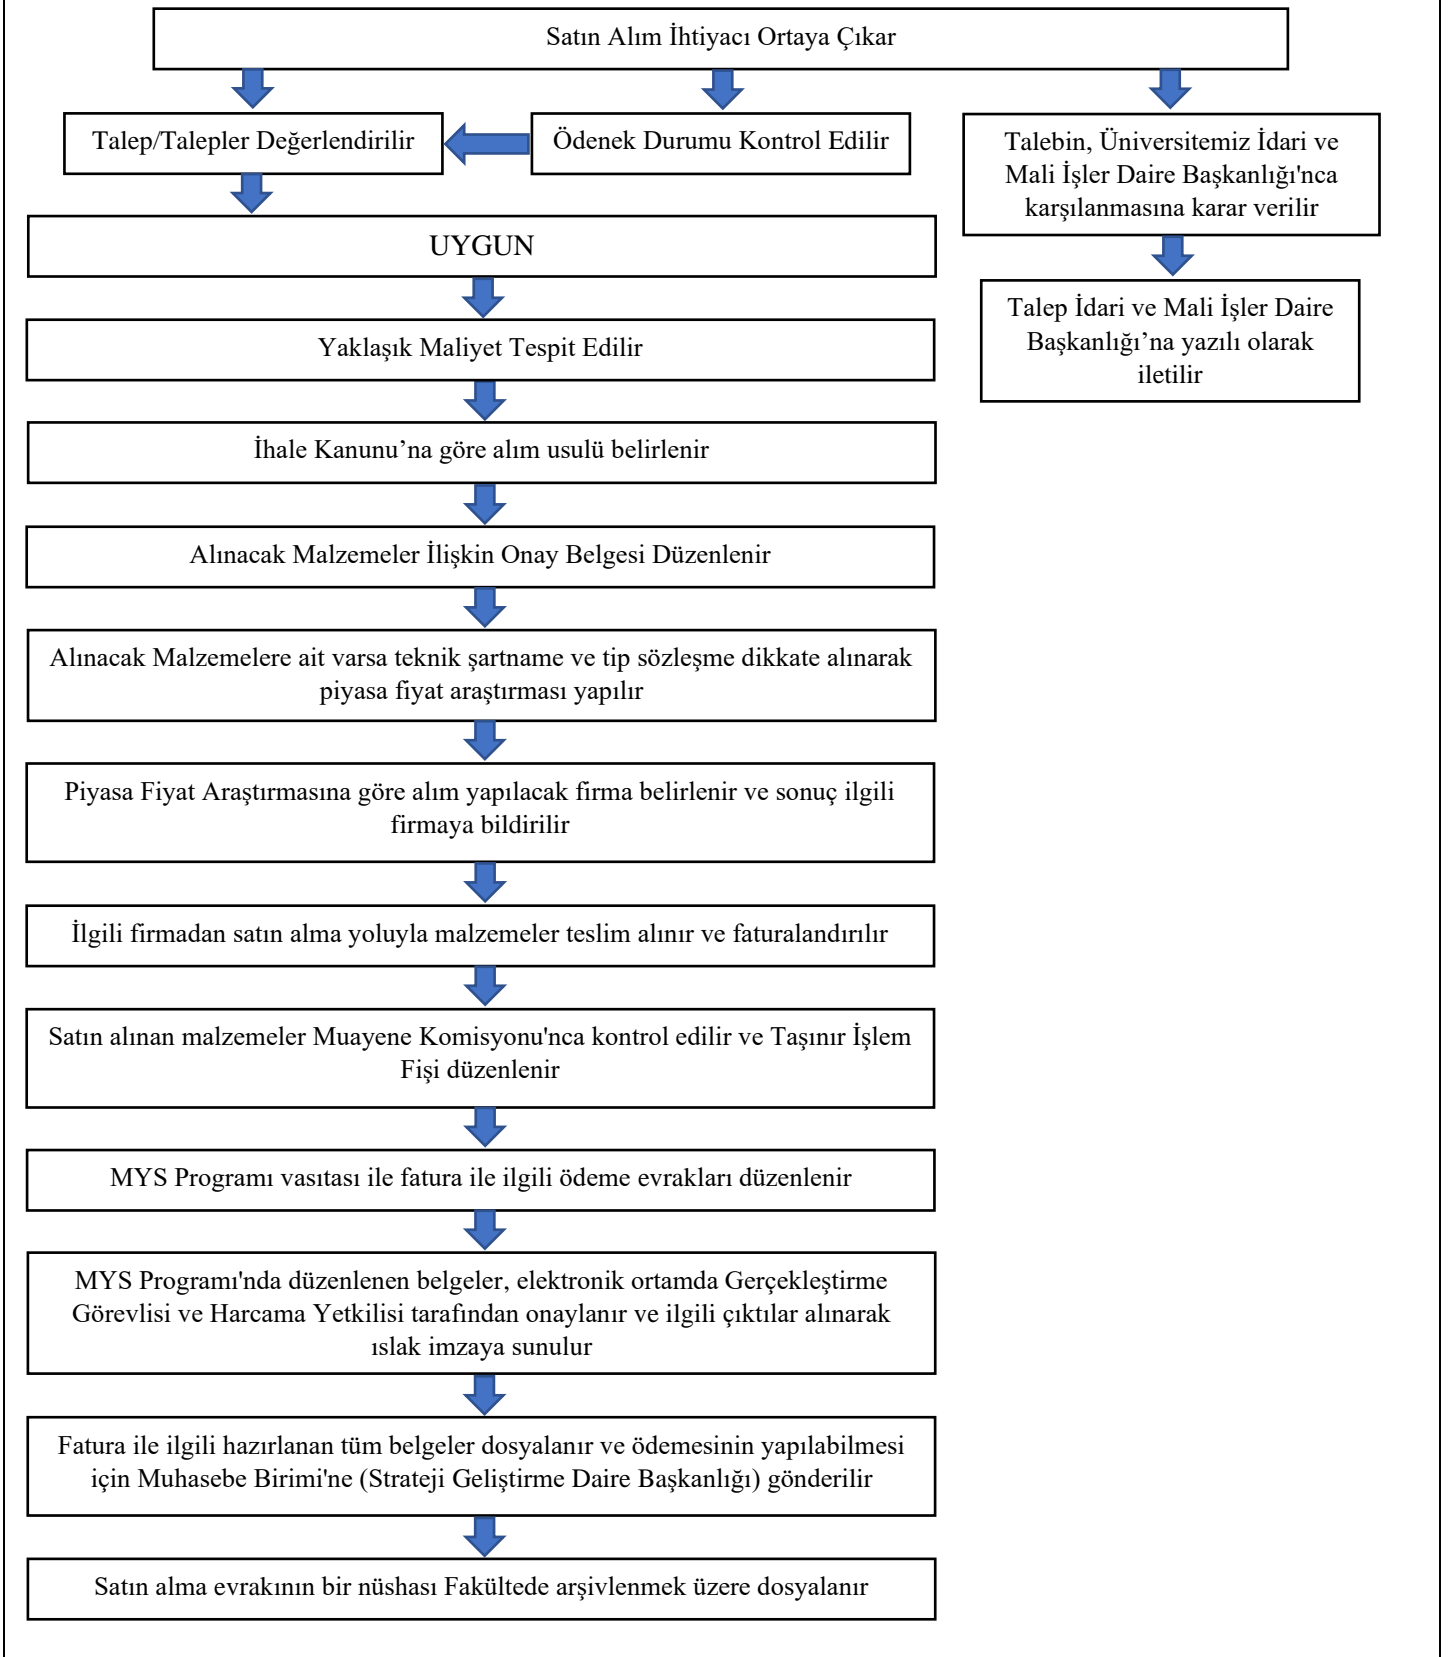 Satın Alım İhtiyacı Ortaya Çıkar
Talep/Talepler Değerlendirilir
Ödenek Durumu Kontrol Edilir
Talebin, Üniversitemiz İdari ve
Mali İşler Daire Başkanlığı'nca
karşılanmasına karar verilir
UYGUN
Talep İdari ve Mali İşler Daire
Başkanlığı’na yazılı olarak
iletilir
Yaklaşık Maliyet Tespit Edilir
İhale Kanunu’na göre alım usulü belirlenir
Alınacak Malzemeler İlişkin Onay Belgesi Düzenlenir
Alınacak Malzemelere ait varsa teknik şartname ve tip sözleşme dikkate alınarak
piyasa fiyat araştırması yapılır
Piyasa Fiyat Araştırmasına göre alım yapılacak firma belirlenir ve sonuç ilgili
firmaya bildirilir
İlgili firmadan satın alma yoluyla malzemeler teslim alınır ve faturalandırılır
Satın alınan malzemeler Muayene Komisyonu'nca kontrol edilir ve Taşınır İşlem
Fişi düzenlenir
MYS Programı vasıtası ile fatura ile ilgili ödeme evrakları düzenlenir
MYS Programı'nda düzenlenen belgeler, elektronik ortamda Gerçekleştirme
Görevlisi ve Harcama Yetkilisi tarafından onaylanır ve ilgili çıktılar alınarak
ıslak imzaya sunulur
Fatura ile ilgili hazırlanan tüm belgeler dosyalanır ve ödemesinin yapılabilmesi
için Muhasebe Birimi'ne (Strateji Geliştirme Daire Başkanlığı) gönderilir
Satın alma evrakının bir nüshası Fakültede arşivlenmek üzere dosyalanır